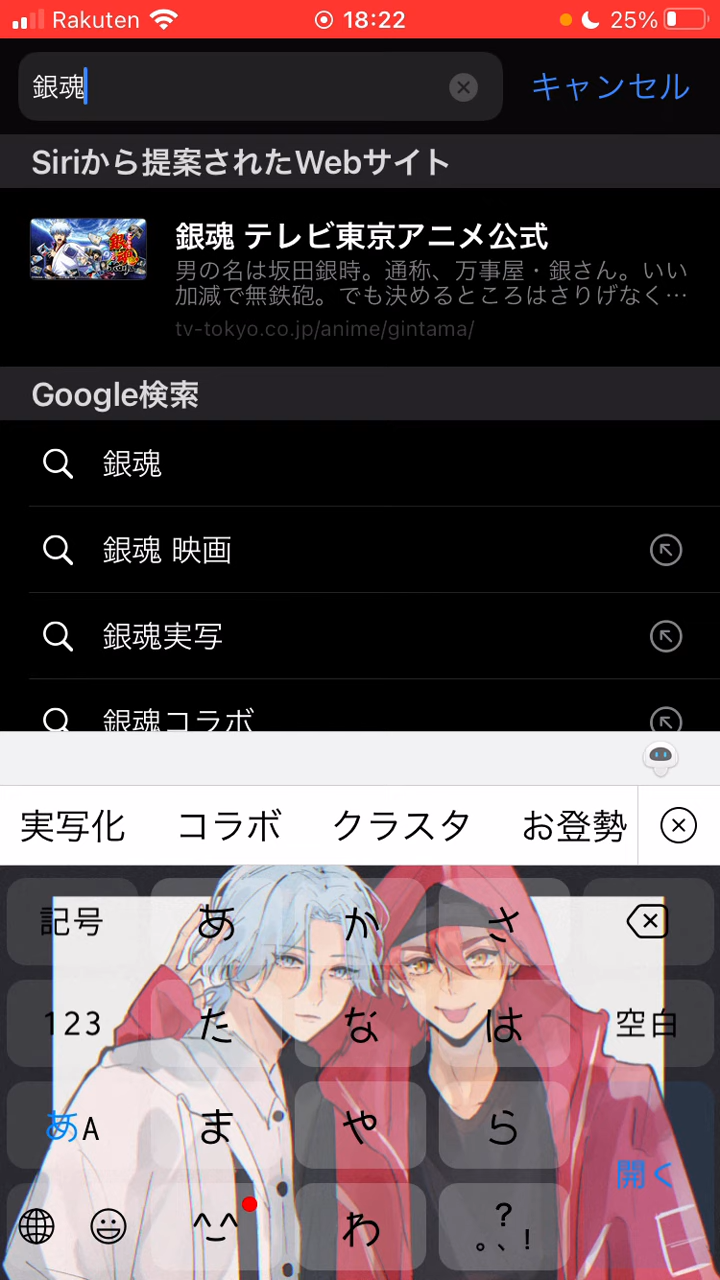 Rakuten 18:22 25%
銀魂 キャンセル
Siriから提案されたWebサイト
銀魂 テレビ東京アニメ公式
男の名は坂田銀時。通称、万事屋・銀さん。いい
加減で無鉄砲。でも決めるところはさりげなく…
tv-tokyo.co.jp/anime/gintama/
Google検索
銀魂
銀魂 映画
銀魂実写
銀魂コラボ
実写化 コラボ クラスタ お登勢
記号 あ か さ
123 た な は 空白
あA ま や ら
開く
^_^ わ ?。、!